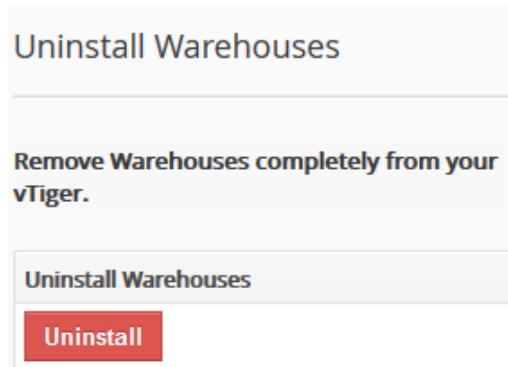 Uninstall Warehouses
Remove Warehouses completely from your
vTiger.
Uninstall Warehouses
Uninstall